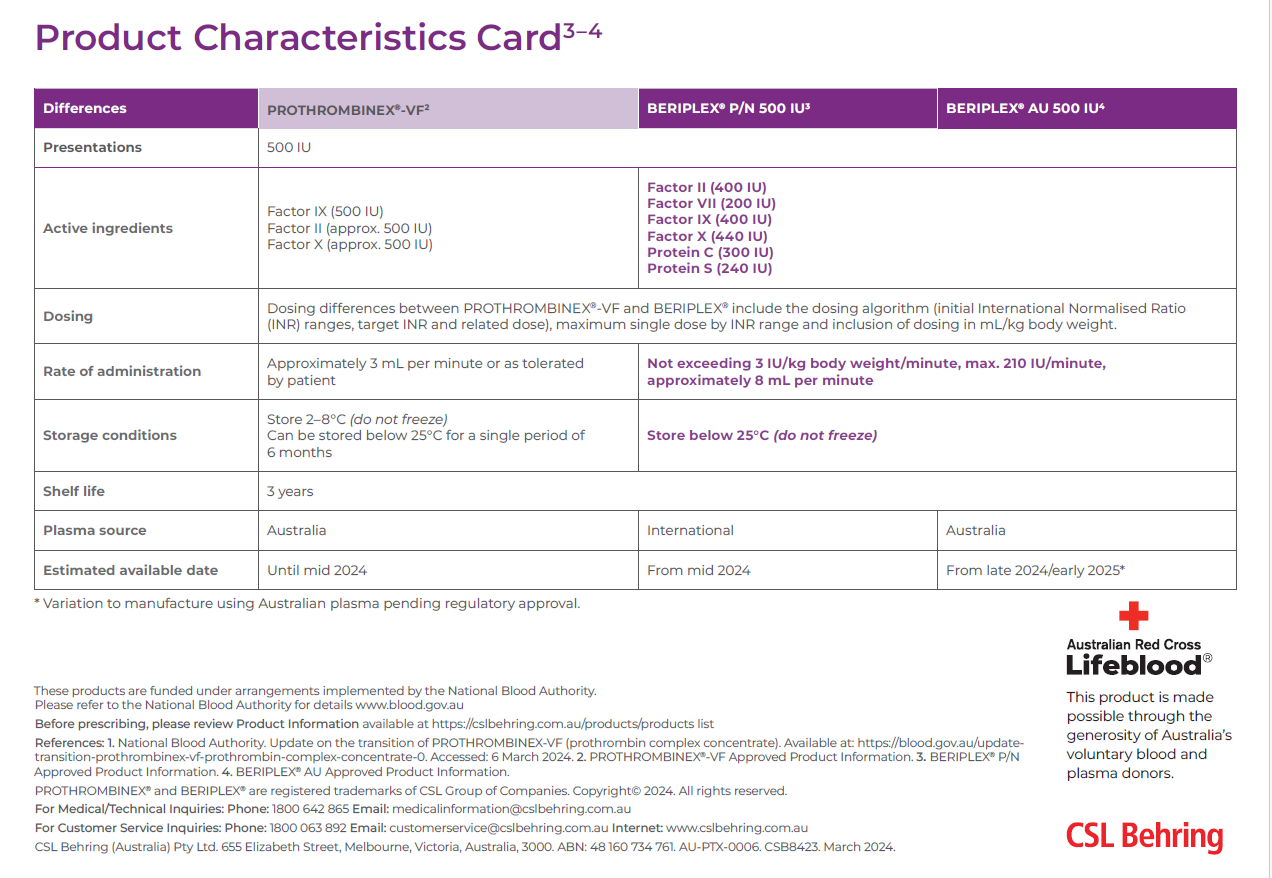 Product Characteristics Card3–4
Differences
PROTHROMBINEX®-VF2
BERIPLEX® P/N 500 IU3
BERIPLEX® AU 500 IU4
Presentations
500 IU
Active ingredients
Factor IX (500 IU)
Factor II (approx. 500 IU)
Factor X (approx. 500 IU)
Factor II (400 IU)
Factor VII (200 IU)
Factor IX (400 IU)
Factor X (440 IU)
Protein C (300 IU)
Protein S (240 IU)
Dosing
Dosing differences between PROTHROMBINEX®-VF and BERIPLEX® include the dosing algorithm (initial International Normalised Ratio
(INR) ranges, target INR and related dose), maximum single dose by INR range and inclusion of dosing in mL/kg body weight.
Rate of administration
Approximately 3 mL per minute or as tolerated
by patient
Not exceeding 3 IU/kg body weight/minute, max. 210 IU/minute,
approximately 8 mL per minute
Storage conditions
Store 2–8°C (do not freeze)
Can be stored below 25°C for a single period of
6 months
Store below 25°C (do not freeze)
Shelf life
3 years
Plasma source
Australia
International
Australia
Estimated available date
Until mid 2024
From mid 2024
From late 2024/early 2025*
* Variation to manufacture using Australian plasma pending regulatory approval.
Australian Red Cross
Lifeblood®
This product is made
possible through the
generosity of Australia's
voluntary blood and
plasma donors.
These products are funded under arrangements implemented by the National Blood Authority.
Please refer to the National Blood Authority for details www.blood.gov.au
Before prescribing, please review Product Information available at https://cslbehring.com.au/products/products list
References: 1. National Blood Authority. Update on the transition of PROTHROMBINEX-VF (prothrombin complex concentrate). Available at: https://blood.gov.au/update-
transition-prothrombinex-vf-prothrombin-complex-concentrate-0. Accessed: 6 March 2024. 2. PROTHROMBINEX®-VF Approved Product Information. 3. BERIPLEX® P/N
Approved Product Information. 4. BERIPLEX® AU Approved Product Information.
PROTHROMBINEX® and BERIPLEX® are registered trademarks of CSL Group of Companies. Copyright© 2024. All rights reserved.
For Medical/Technical Inquiries: Phone: 1800 642 865 Email: medicalinformation@cslbehring.com.au
For Customer Service Inquiries: Phone: 1800 063 892 Email: customerservice@cslbehring.com.au Internet: www.cslbehring.com.au
CSL Behring (Australia) Pty Ltd. 655 Elizabeth Street, Melbourne, Victoria, Australia, 3000. ABN: 48 160 734 761. AU-PTX-0006. CSB8423. March 2024.
CSL Behring